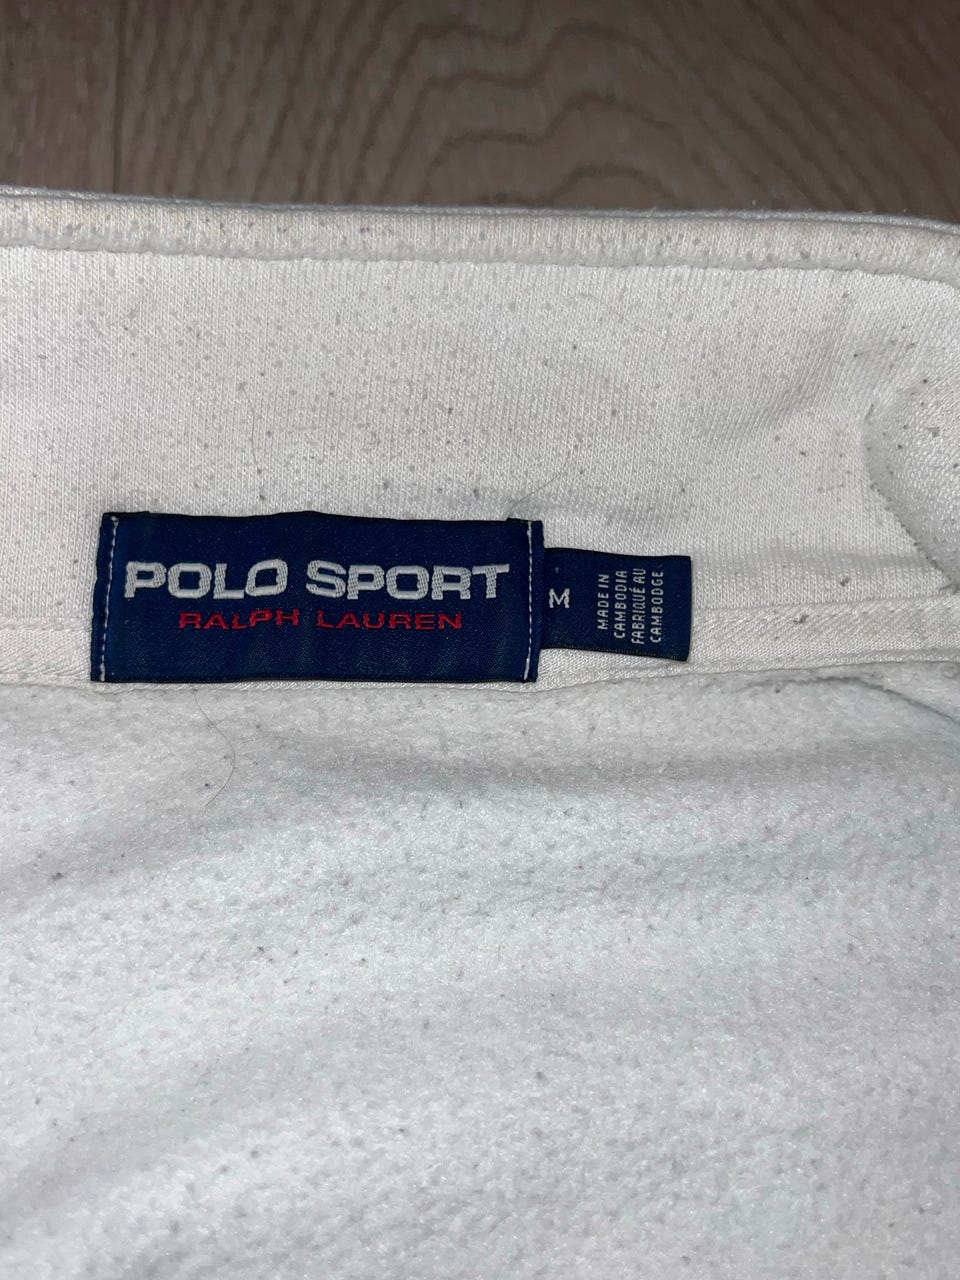 POLO SPORT
RALPH LAUREN
M
MADE IN
CAMBODIA
FABRIQUÉ AU
CAMBODGE